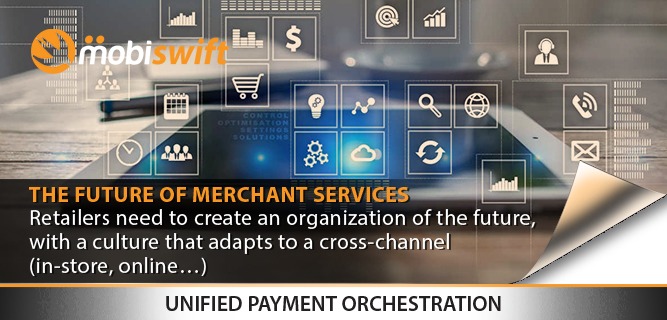 mobiswift
CONTROL
OPTIMISATION
SETTINGS
SOLUTIONS
THE FUTURE OF MERCHANT SERVICES
Retailers need to create an organization of the future,
with a culture that adapts to a cross-channel
(in-store, online...)
UNIFIED PAYMENT ORCHESTRATION